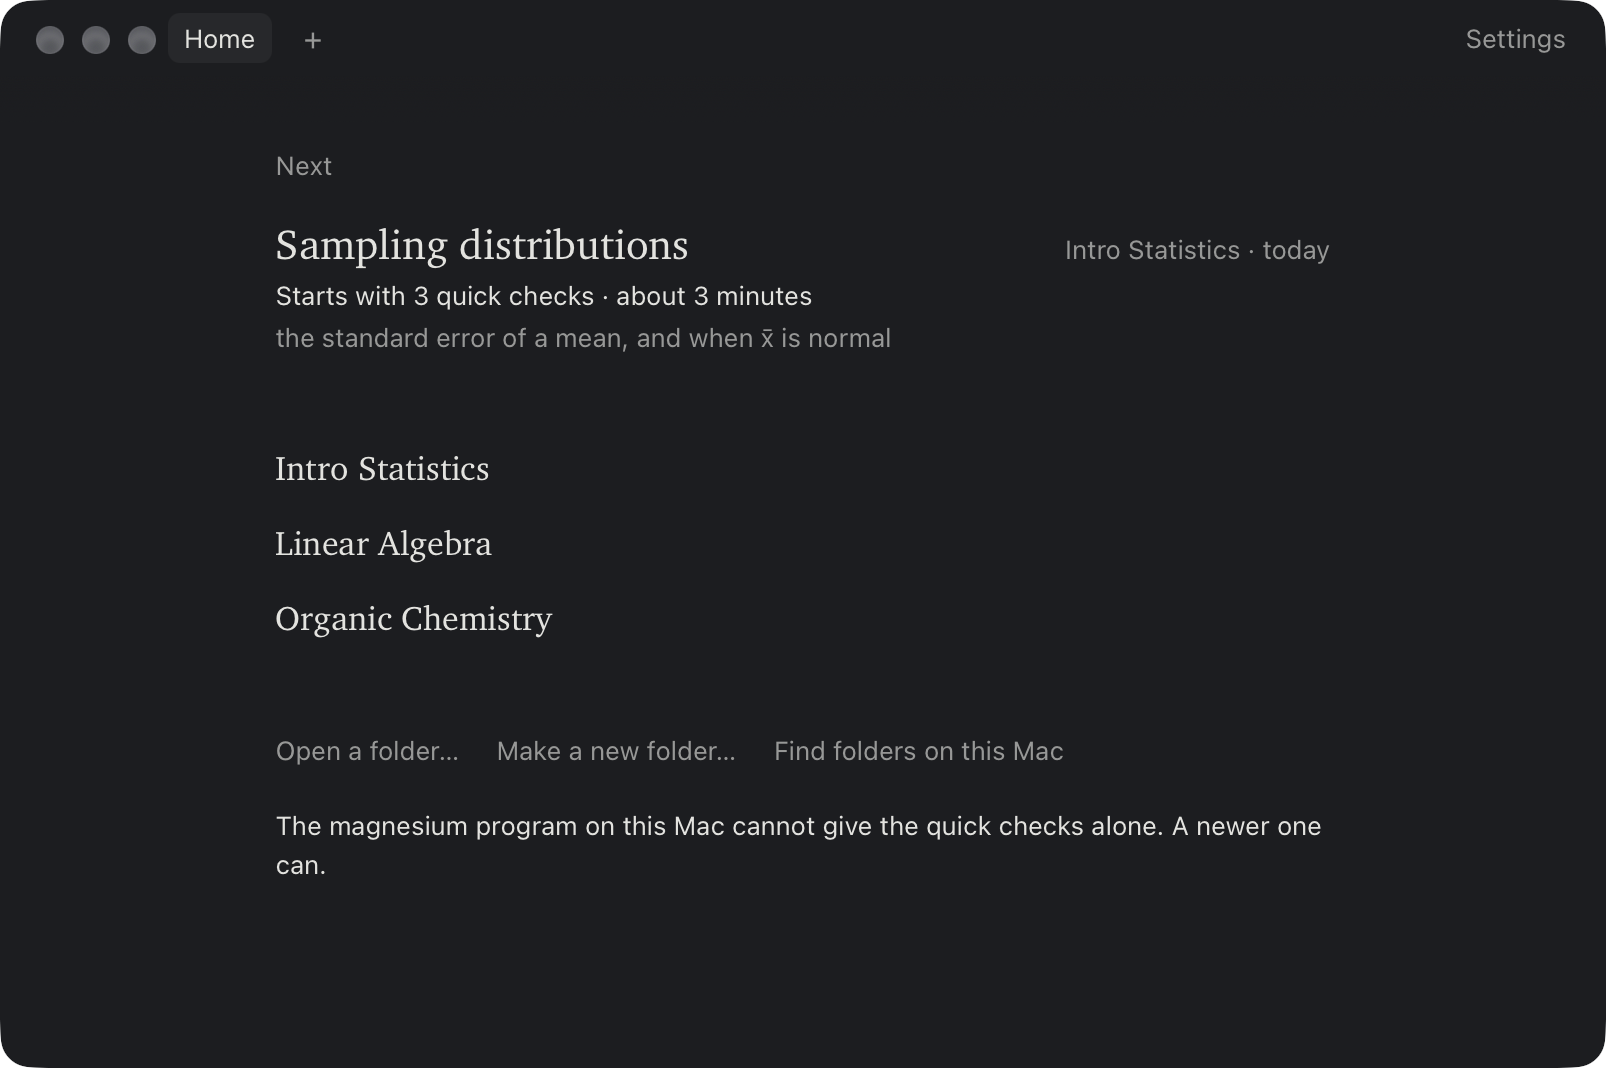 Home
+
Settings
Next
Sampling distributions
Intro Statistics · today
Starts with 3 quick checks · about 3 minutes
the standard error of a mean, and when x̄ is normal
Intro Statistics
Linear Algebra
Organic Chemistry
Open a folder...
Make a new folder...
Find folders on this Mac
The magnesium program on this Mac cannot give the quick checks alone. A newer one
can.